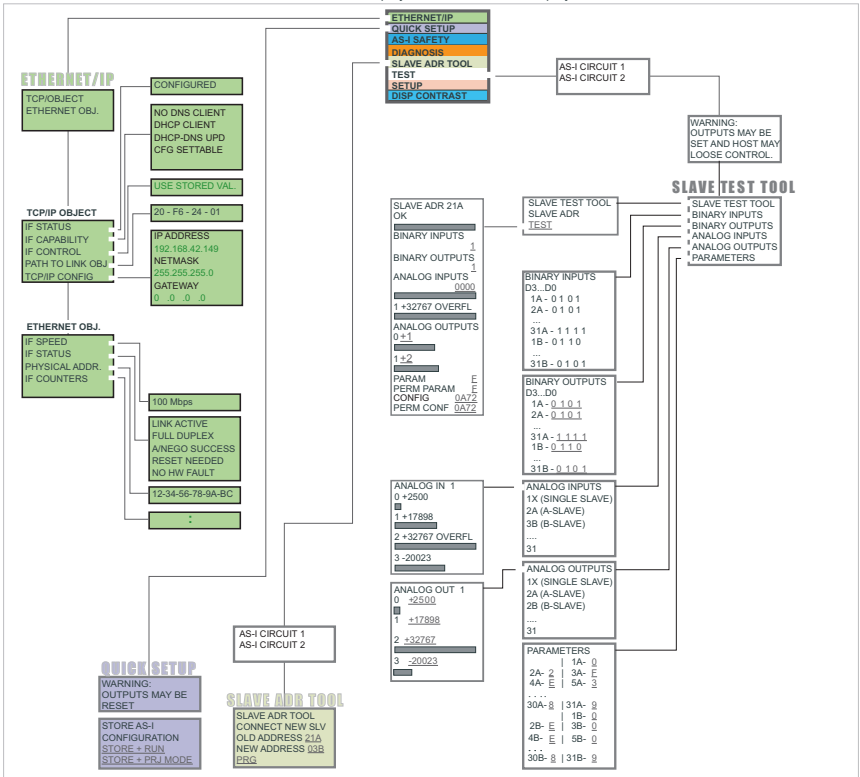 ETHERNET/IP
QUICK SETUP
AS-I SAFETY
DIAGNOSIS
SLAVE ADR TOOL
TEST
SETUP
DISP CONTRAST
AS-I CIRCUIT 1
AS-I CIRCUIT 2
WARNING:
OUTPUTS MAY BE
SET AND HOST MAY
LOOSE CONTROL.
SLAVE TEST TOOL
SLAVE TEST TOOL
BINARY INPUTS
BINARY OUTPUTS
ANALOG INPUTS
ANALOG OUTPUTS
PARAMETERS
ETHERNET/IP
TCP/OBJECT
ETHERNET OBJ.
CONFIGURED
NO DNS CLIENT
DHCP CLIENT
DHCP-DNS UPD
CFG SETTABLE
USE STORED VAL.
20 - F6 - 24 - 01
IP ADDRESS
192.168.42.149
NETMASK
255.255.255.0
GATEWAY
0 .0 .0 .0
TCP/IP OBJECT
IF STATUS
IF CAPABILITY
IF CONTROL
PATH TO LINK OBJ
TCP/IP CONFIG
ETHERNET OBJ.
IF SPEED
IF STATUS
PHYSICAL ADDR.
IF COUNTERS
100 Mbps
LINK ACTIVE
FULL DUPLEX
A/NEGO SUCCESS
RESET NEEDED
NO HW FAULT
12-34-56-78-9A-BC
:
SLAVE ADR 21A
OK
BINARY INPUTS
1
BINARY OUTPUTS
1
ANALOG INPUTS
0000
1 +32767 OVERFL
ANALOG OUTPUTS
0 +1
1 +2
PARAM F
PERM PARAM F
CONFIG 0A72
PERM CONF 0A72
SLAVE TEST TOOL
SLAVE ADR
TEST
BINARY INPUTS
D3...D0
1A - 0 1 0 1
2A - 0 1 0 1
...
31A - 1 1 1 1
1B - 0 1 1 0
...
31B - 0 1 0 1
BINARY OUTPUTS
D3...D0
1A - 0 1 0 1
2A - 0 1 0 1
...
31A - 1 1 1 1
1B - 0 1 1 0
...
31B - 0 1 0 1
ANALOG IN 1
0 +2500
1 +17898
2 +32767 OVERFL
3 -20023
ANALOG INPUTS
1X (SINGLE SLAVE)
2A (A-SLAVE)
3B (B-SLAVE)
....
31
ANALOG OUT 1
0 +2500
1 +17898
2 +32767
3 -20023
ANALOG OUTPUTS
1X (SINGLE SLAVE)
2A (A-SLAVE)
2B (B-SLAVE)
....
31
PARAMETERS
| 1A- 0
2A- 2 | 3A- F
4A- E | 5A- 3
. . . .
30A- 8 | 31A- 9
| 1B- 0
2B- E | 3B- 0
4B- E | 5B- 0
. . .
30B- 8 | 31B- 9
AS-I CIRCUIT 1
AS-I CIRCUIT 2
QUICK SETUP
WARNING:
OUTPUTS MAY BE
RESET
STORE AS-I
CONFIGURATION
STORE + RUN
STORE + PRJ MODE
SLAVE ADR TOOL
SLAVE ADR TOOL
CONNECT NEW SLV
OLD ADDRESS 21A
NEW ADDRESS 03B
PRG